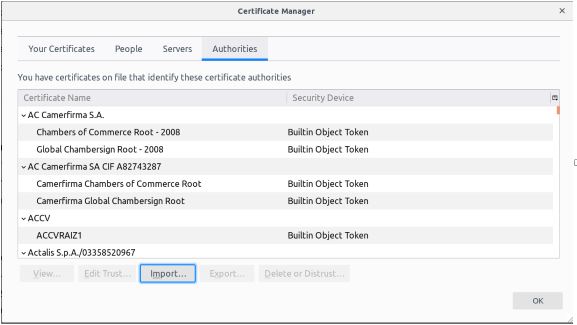 Certificate Manager
Your Certificates People Servers Authorities
You have certificates on file that identify these certificate authorities
Certificate Name Security Device
AC Camerfirma S.A.
Chambers of Commerce Root - 2008 Builtin Object Token
Global Chambersign Root - 2008 Builtin Object Token
AC Camerfirma SA CIF A82743287
Camerfirma Chambers of Commerce Root Builtin Object Token
Camerfirma Global Chambersign Root Builtin Object Token
ACCV
ACCVRAIZ1 Builtin Object Token
Actalis S.p.A./03358520967
View... Edit Trust... Import... Export... Delete or Distrust...
OK